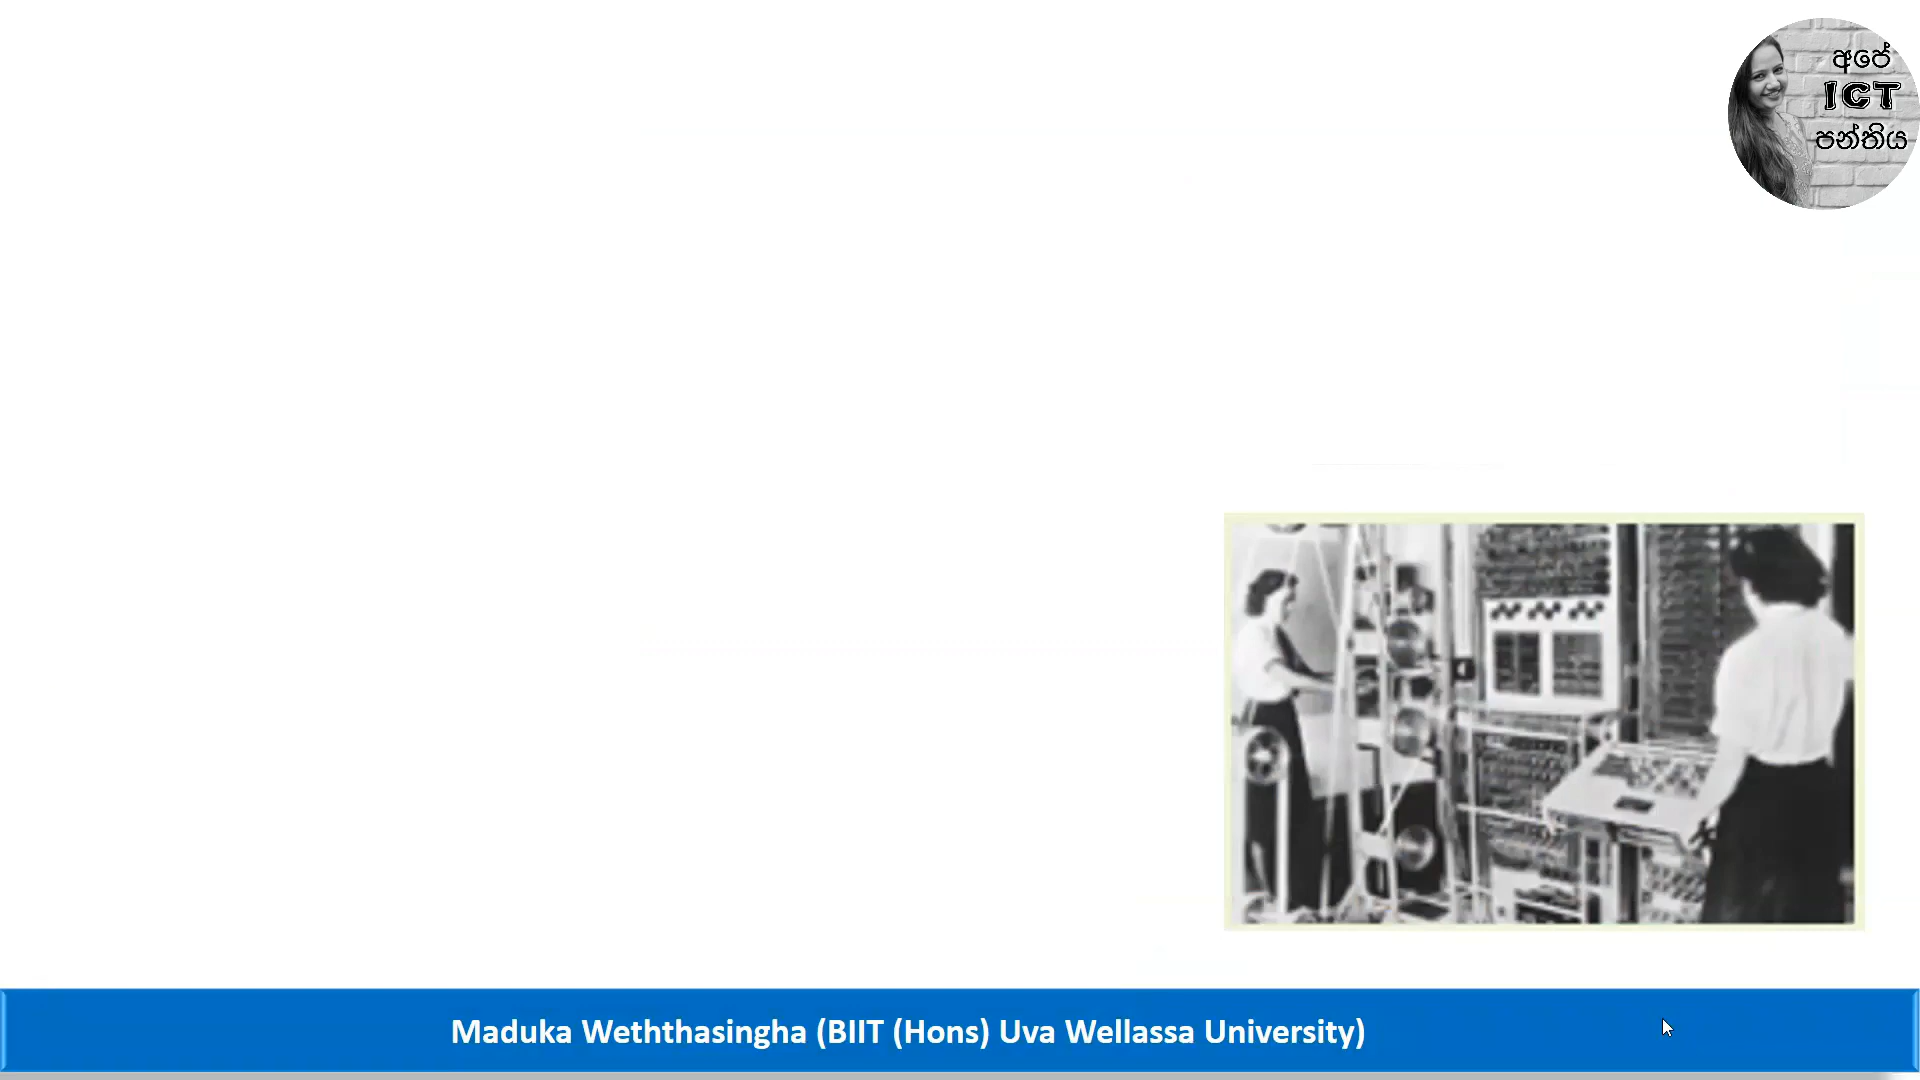 අපේ
ICT
පන්තිය
Maduka Weththasingha (BIIT (Hons) Uva Wellassa University)